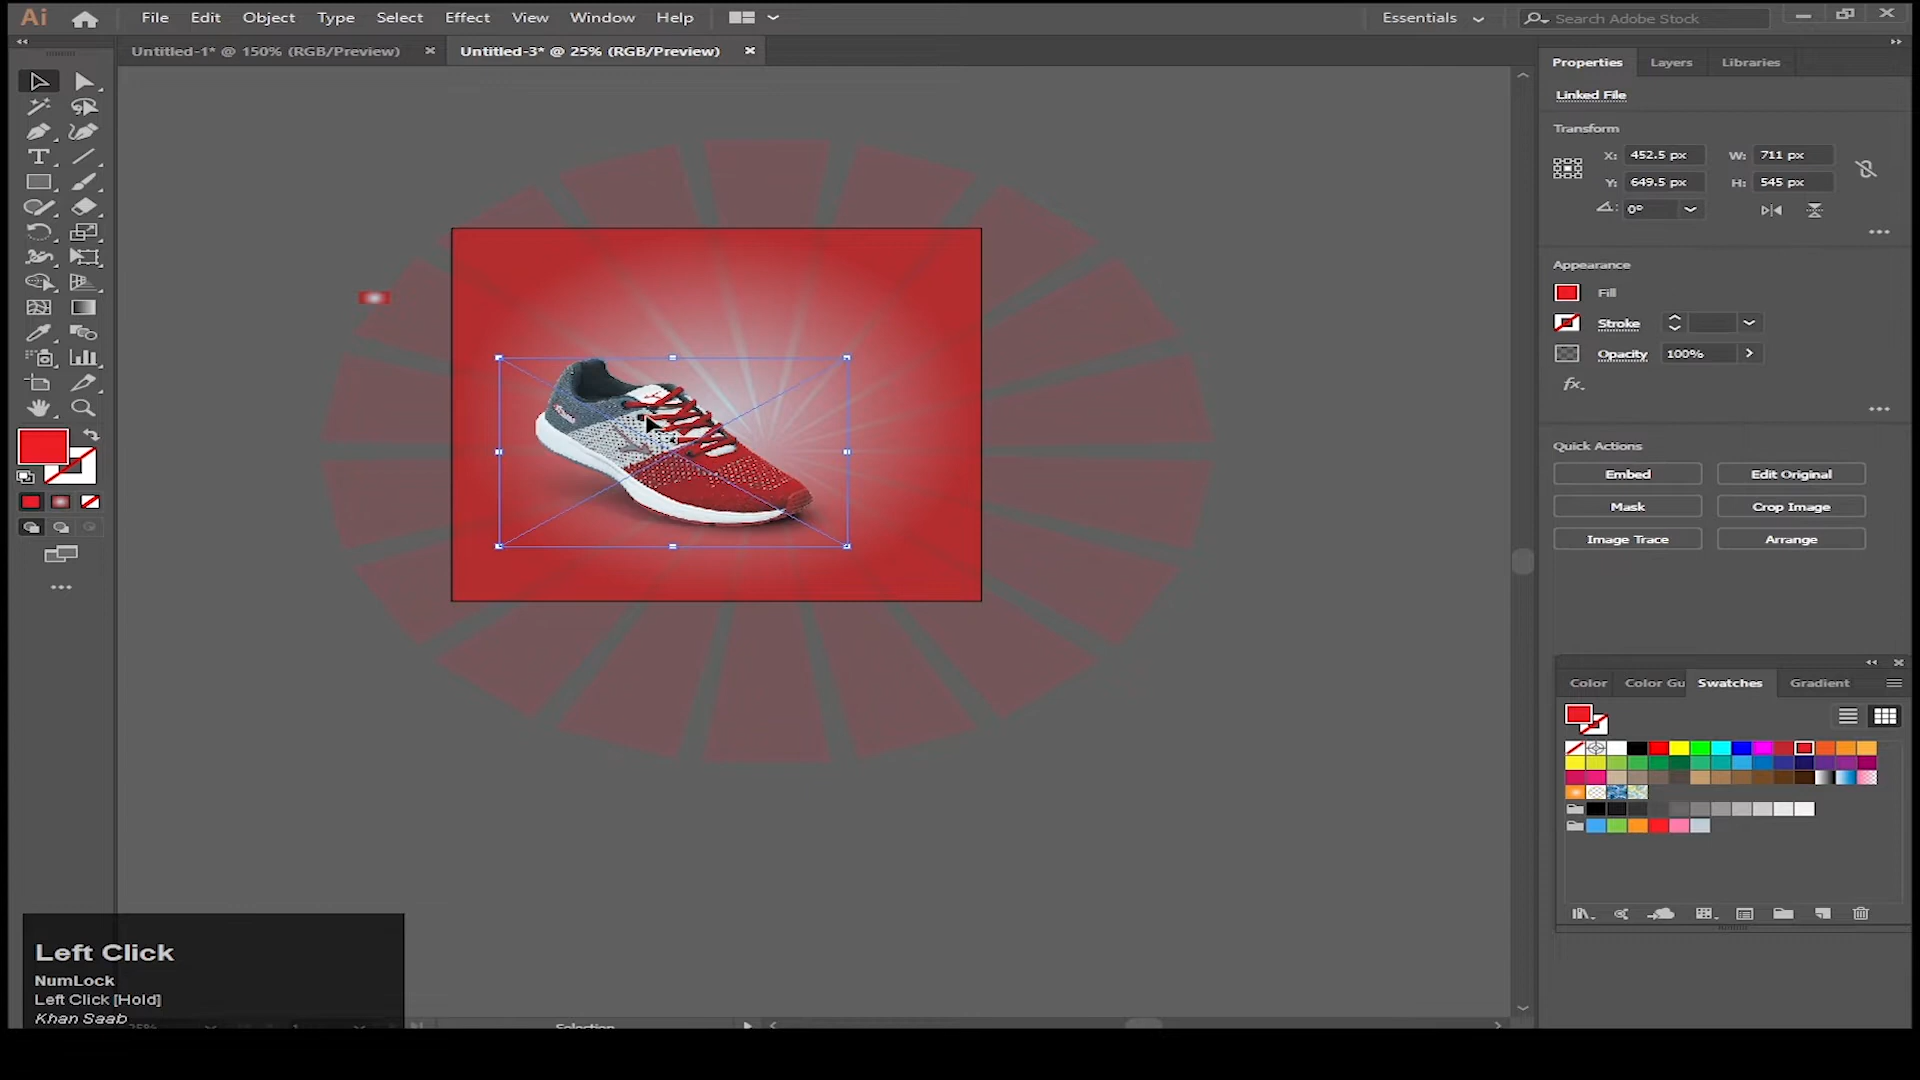 Ai File Edit Object Type Select Effect View Window Help Essentials Search Adobe Stock
Untitled-1* @ 150% (RGB/Preview) Untitled-3* @ 25% (RGB/Preview)
Properties Layers Libraries
Linked File
Transform
X: 452.5 px W: 711 px
Y: 649.5 px H: 545 px
0°
Appearance
Fill
Stroke
Opacity 100%
fx.
Quick Actions
Embed Edit Original
Mask Crop Image
Image Trace Arrange
Color Color Gu Swatches Gradient
Left Click
NumLock
Left Click [Hold]
Khan Saab
25% 1 Selection